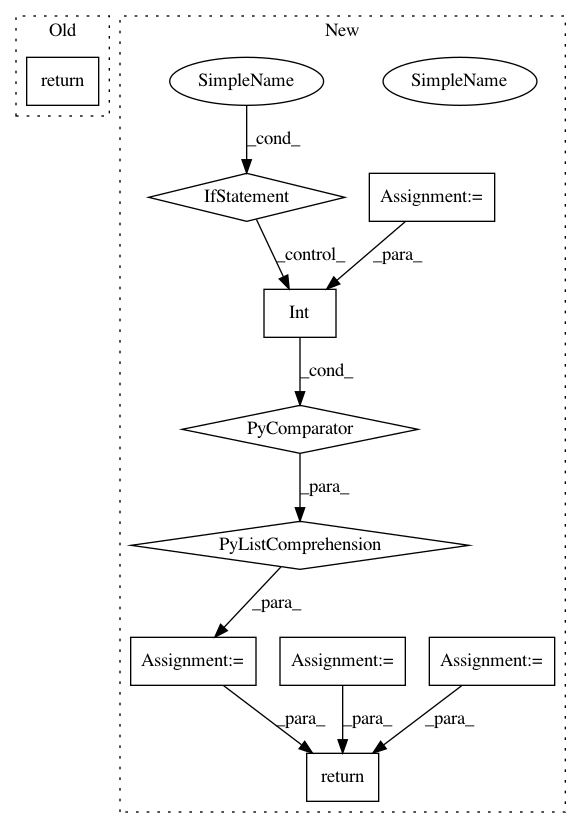 Old
New
return
SimpleName
SimpleName
_cond_
IfStatement
Assignment:=
_control_
_para_
Int
_cond_
PyComparator
_para_
PyListComprehension
_para_
Assignment:=
Assignment:=
Assignment:=
_para_
_para_
_para_
return